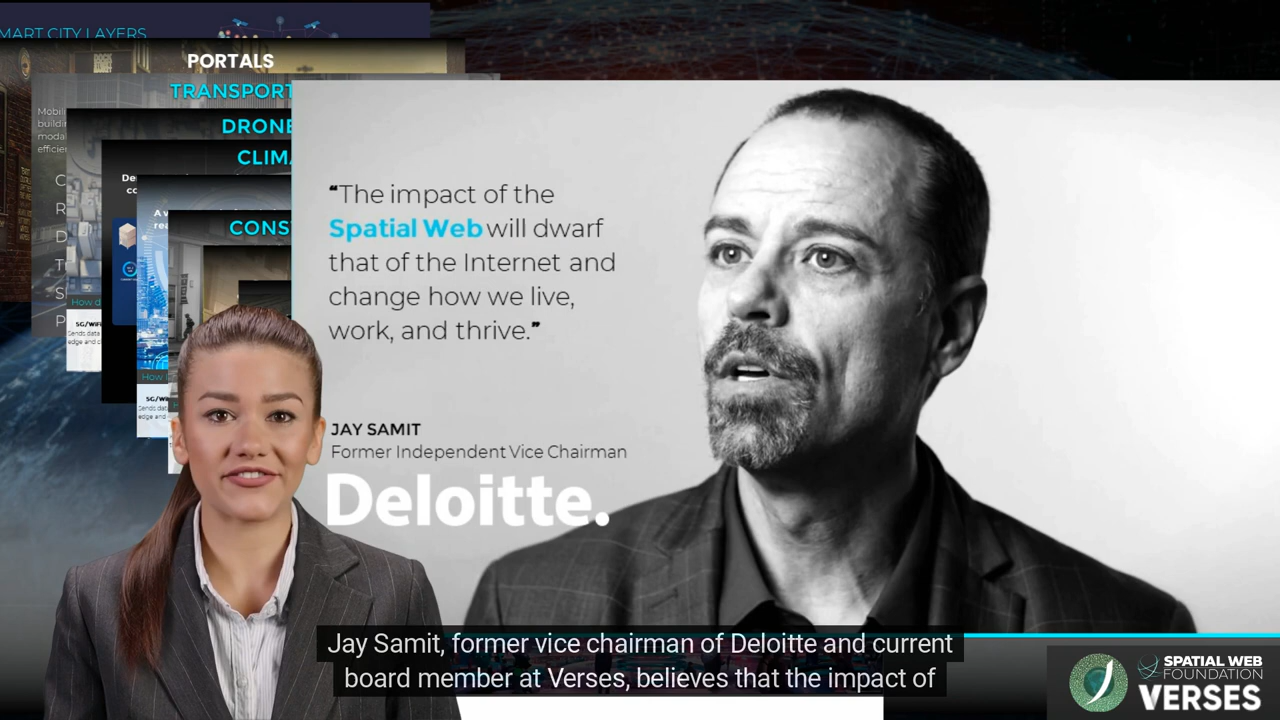 SMART CITY LAYERS
PORTALS
TRANSPORT
DRONE
CLIM
CONS
“The impact of the
Spatial Web will dwarf
that of the Internet and
change how we live,
work, and thrive.”
JAY SAMIT
Former Independent Vice Chairman
Deloitte.
Jay Samit, former vice chairman of Deloitte and current
board member at Verses, believes that the impact of
SPATIAL WEB
FOUNDATION
VERSES